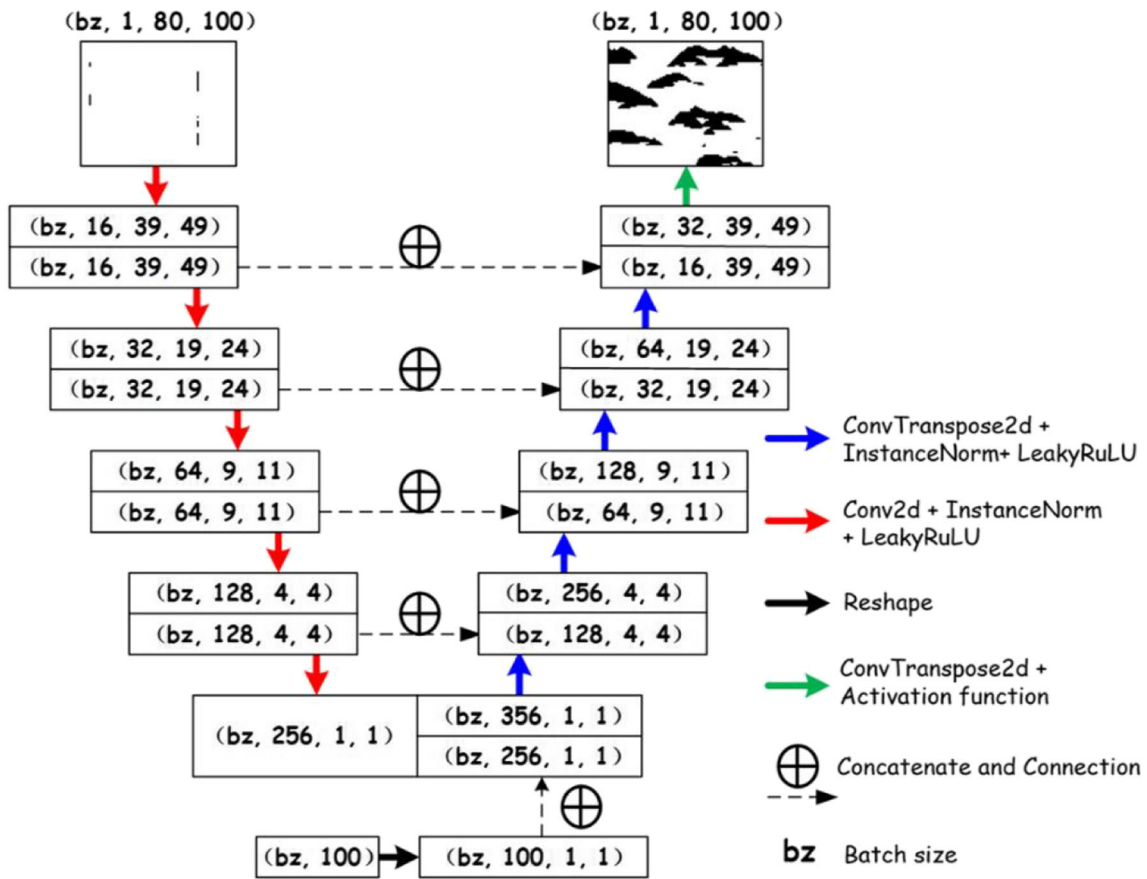 (bz, 1, 80, 100)
(bz, 1, 80, 100)
(bz, 16, 39, 49)
(bz, 16, 39, 49)
(bz, 32, 39, 49)
(bz, 16, 39, 49)
(bz, 32, 19, 24)
(bz, 32, 19, 24)
(bz, 64, 19, 24)
(bz, 32, 19, 24)
(bz, 64, 9, 11)
(bz, 64, 9, 11)
(bz, 128, 9, 11)
(bz, 64, 9, 11)
(bz, 128, 4, 4)
(bz, 128, 4, 4)
(bz, 256, 4, 4)
(bz, 128, 4, 4)
(bz, 256, 1, 1)
(bz, 356, 1, 1)
(bz, 256, 1, 1)
(bz, 100)
(bz, 100, 1, 1)
ConvTranspose2d +
InstanceNorm+ LeakyRuLU
Conv2d + InstanceNorm
+ LeakyRuLU
Reshape
ConvTranspose2d +
Activation function
Concatenate and Connection
bz Batch size